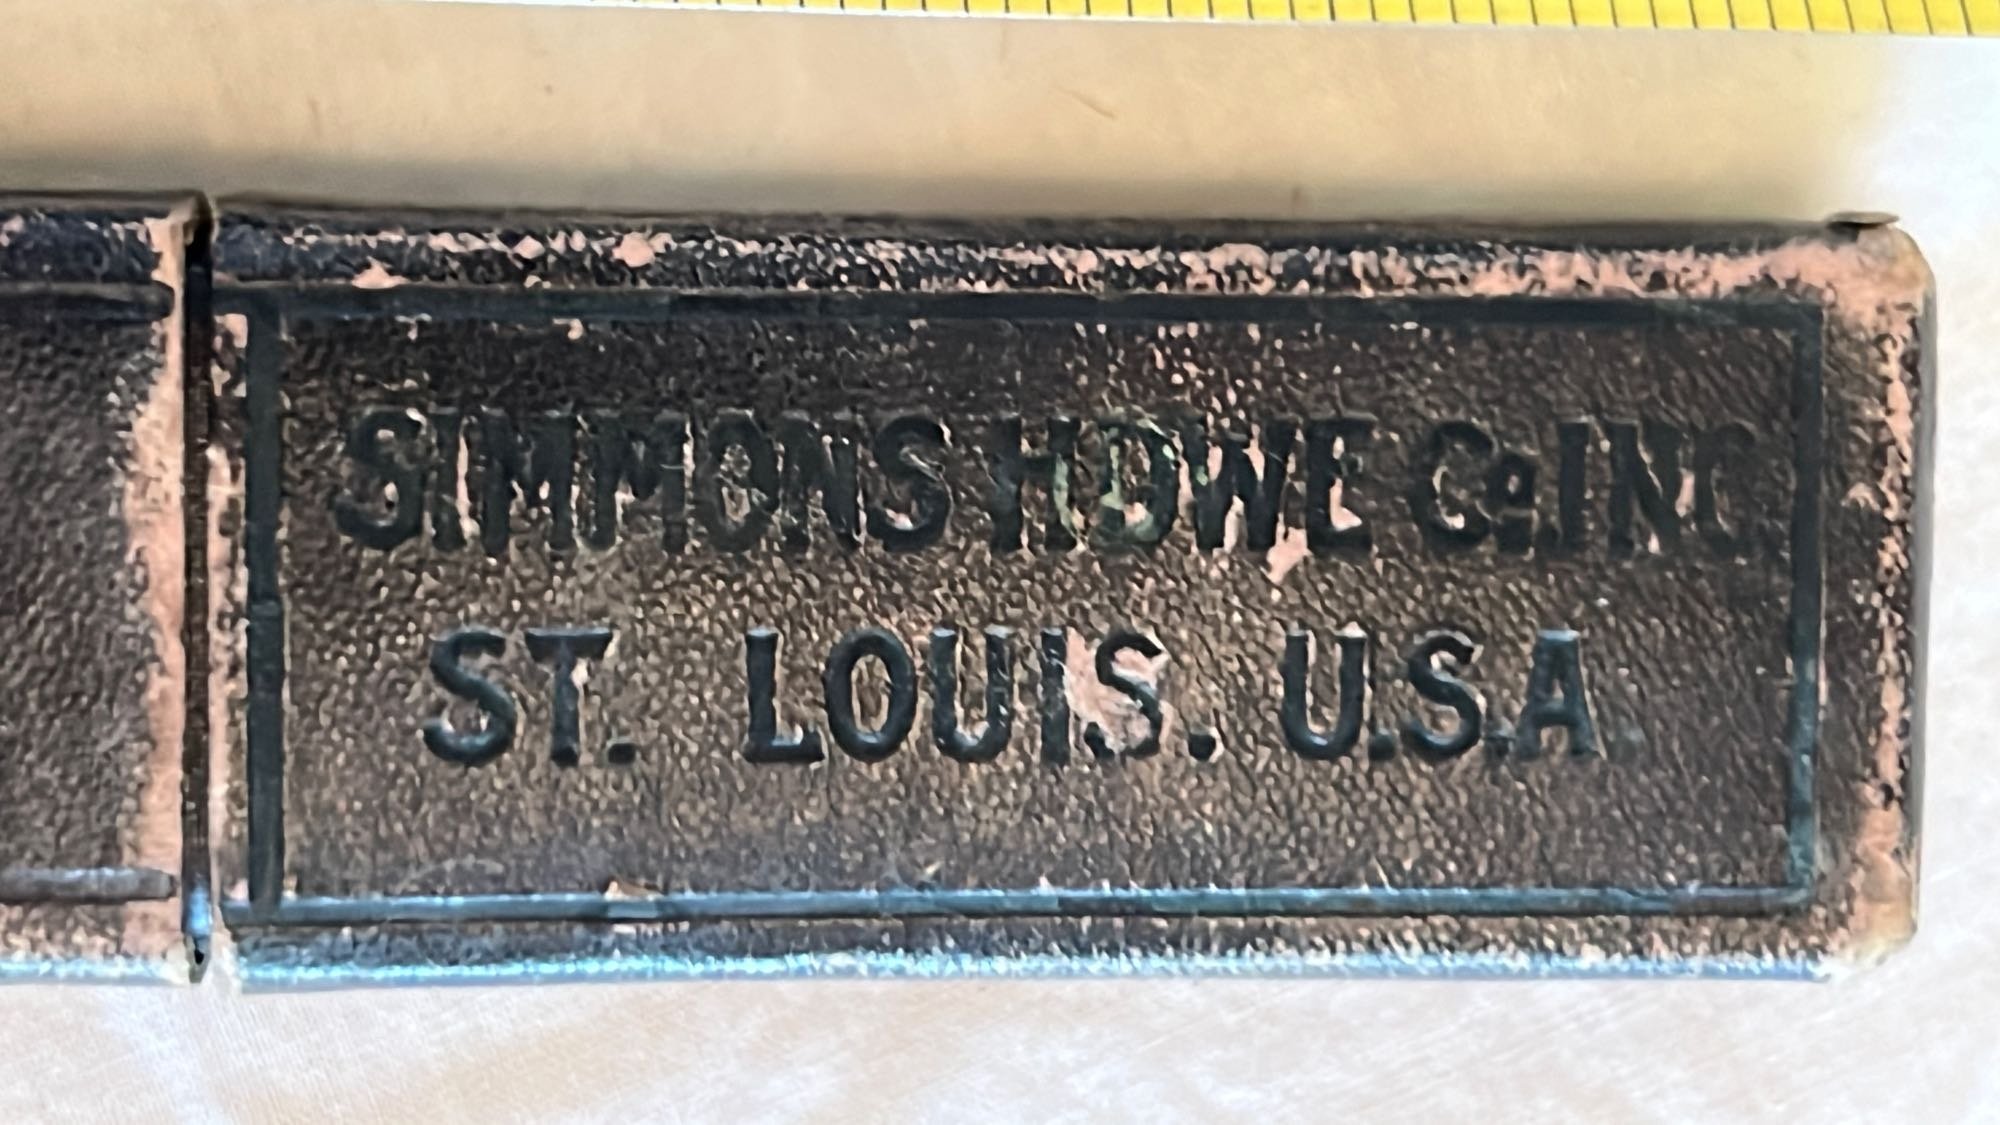 SIMMONS HDWE Co. INC.
ST. LOUIS. U.S.A.